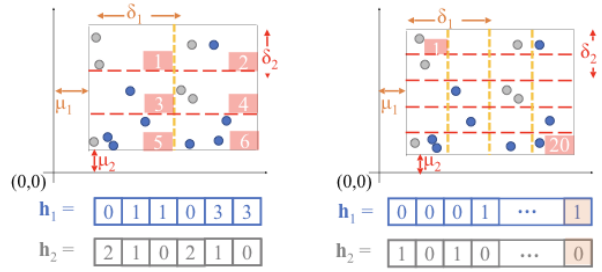 δ₁
δ₂
1 2
μ₁
3 4
5 6
μ₂
(0,0)
h₁ = 0 1 1 0 3 3
h₂ = 2 1 0 2 1 0
δ₁
1
δ₂
μ₁
20
μ₂
(0,0)
h₁ = 0 0 0 1 ... 1
h₂ = 1 0 1 0 ... 0